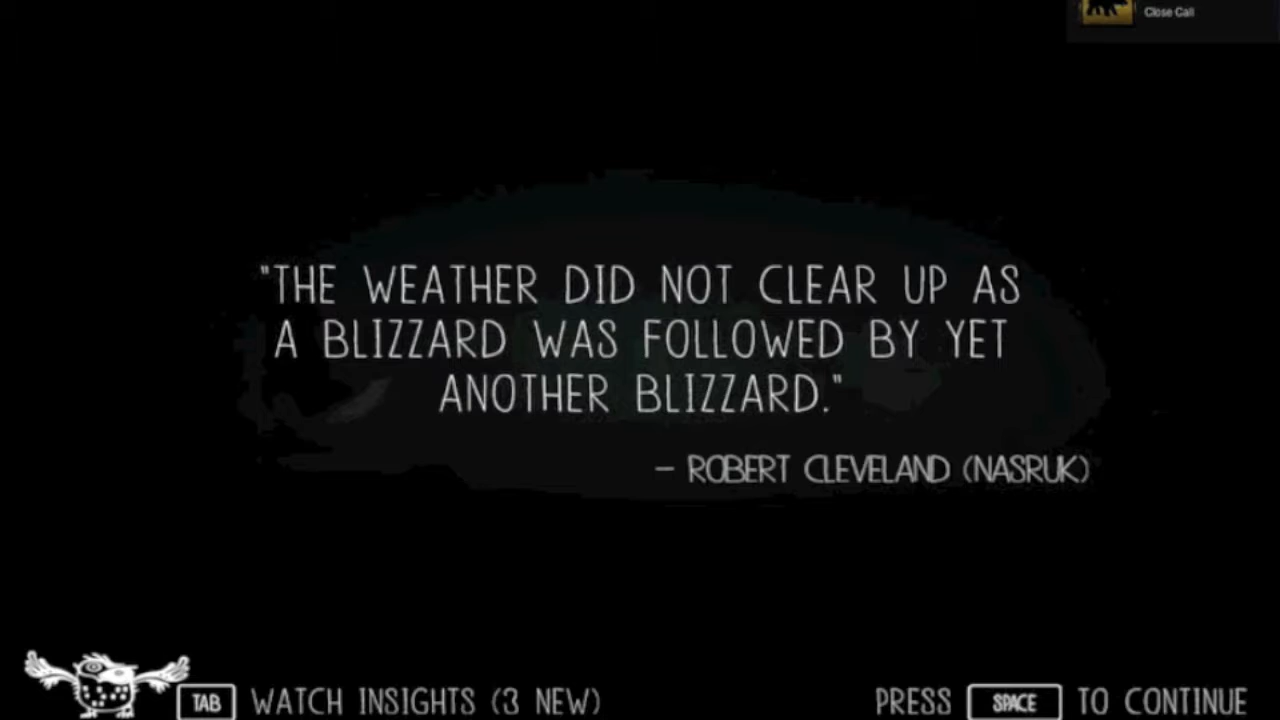 Close Call
"THE WEATHER DID NOT CLEAR UP AS
A BLIZZARD WAS FOLLOWED BY YET
ANOTHER BLIZZARD."
– ROBERT CLEVELAND (NASRUK)
TAB WATCH INSIGHTS (3 NEW)
PRESS SPACE TO CONTINUE